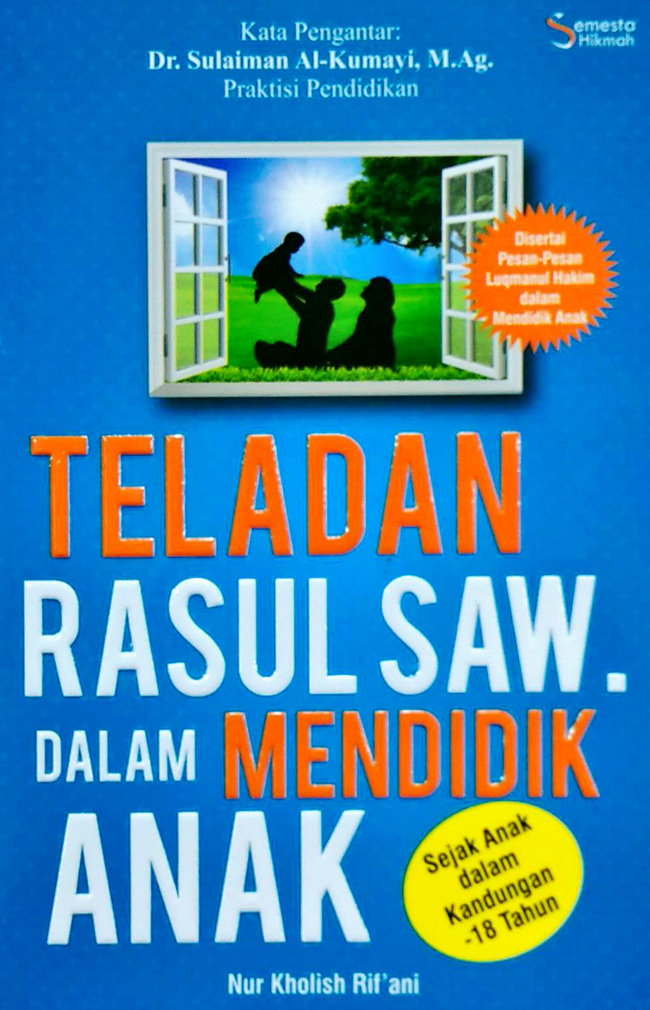 Kata Pengantar:
Dr. Sulaiman Al-Kumayi, M.Ag.
Praktisi Pendidikan
Semesta
Hikmah
Disertai
Pesan-Pesan
Luqmanul Hakim
dalam
Mendidik Anak
TELADAN
RASUL SAW.
DALAM MENDIDIK
ANAK
Sejak Anak
dalam
Kandungan
-18 Tahun
Nur Kholish Rif'ani